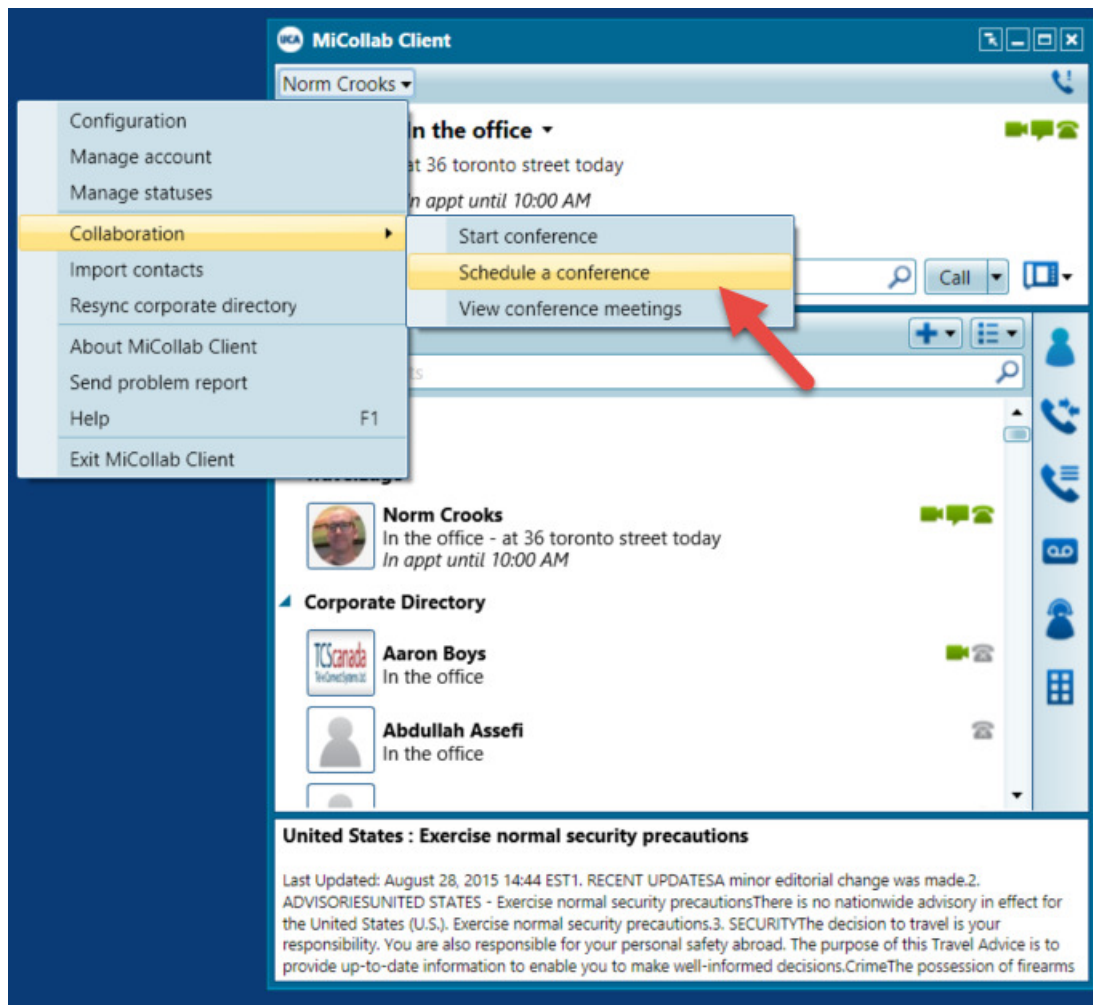 UCA MiCollab Client
Norm Crooks
In the office
at 36 toronto street today
In appt until 10:00 AM
Call
Configuration
Manage account
Manage statuses
Collaboration
Import contacts
Resync corporate directory
About MiCollab Client
Send problem report
Help F1
Exit MiCollab Client
Start conference
Schedule a conference
View conference meetings
Norm Crooks
In the office - at 36 toronto street today
In appt until 10:00 AM
Corporate Directory
TCScanada
Aaron Boys
In the office
Abdullah Assefi
In the office
United States : Exercise normal security precautions
Last Updated: August 28, 2015 14:44 EST1. RECENT UPDATESA minor editorial change was made.2.
ADVISORIESUNITED STATES - Exercise normal security precautionsThere is no nationwide advisory in effect for
the United States (U.S.). Exercise normal security precautions.3. SECURITYThe decision to travel is your
responsibility. You are also responsible for your personal safety abroad. The purpose of this Travel Advice is to
provide up-to-date information to enable you to make well-informed decisions.CrimeThe possession of firearms